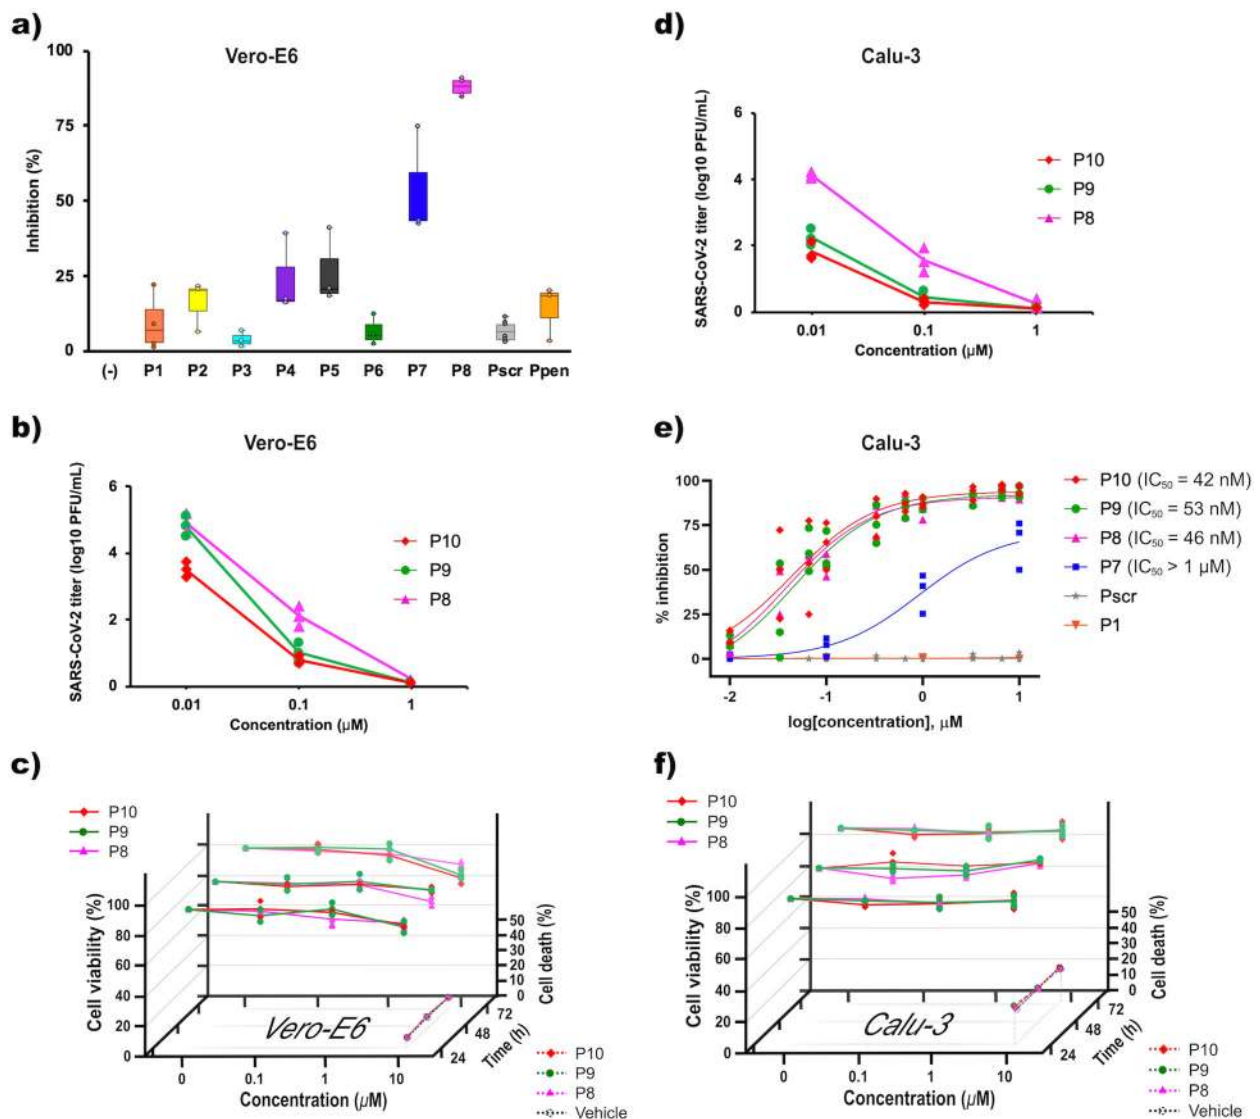 a)
Vero-E6
100
75
50
25
0
Inhibition (%)
(-) P1 P2 P3 P4 P5 P6 P7 P8 Pscr Ppen
b)
Vero-E6
6
4
2
0
SARS-CoV-2 titer (log10 PFU/mL)
0.01 0.1 1
Concentration (µM)
P10
P9
P8
c)
P10
P9
P8
100
80
60
40
20
0
Cell viability (%)
50
40
30
20
10
0
Cell death (%)
Vero-E6
72
48
24
Time (h)
0 0.1 1 10
Concentration (µM)
P10
P9
P8
Vehicle
d)
Calu-3
6
4
2
0
SARS-CoV-2 titer (log10 PFU/mL)
0.01 0.1 1
Concentration (µM)
P10
P9
P8
e)
Calu-3
100
75
50
25
0
% inhibition
-2 -1 0 1
log[concentration], µM
P10 (IC50 = 42 nM)
P9 (IC50 = 53 nM)
P8 (IC50 = 46 nM)
P7 (IC50 > 1 µM)
Pscr
P1
f)
P10
P9
P8
100
80
60
40
20
0
Cell viability (%)
50
40
30
20
10
0
Cell death (%)
Calu-3
72
48
24
Time (h)
0 0.1 1 10
Concentration (µM)
P10
P9
P8
Vehicle